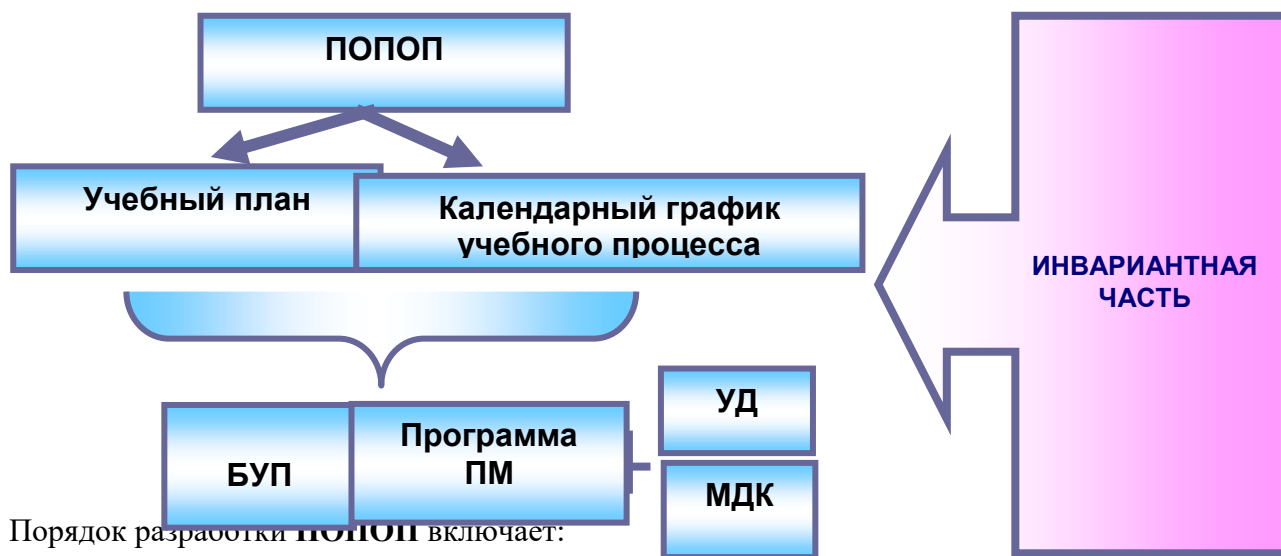 ПОПОП
Учебный план
Календарный график
учебного процесса
ИНВАРИАНТНАЯ
ЧАСТЬ
УД
Программа
ПМ
БУП
МДК
Порядок разработки ПОПОП включает: